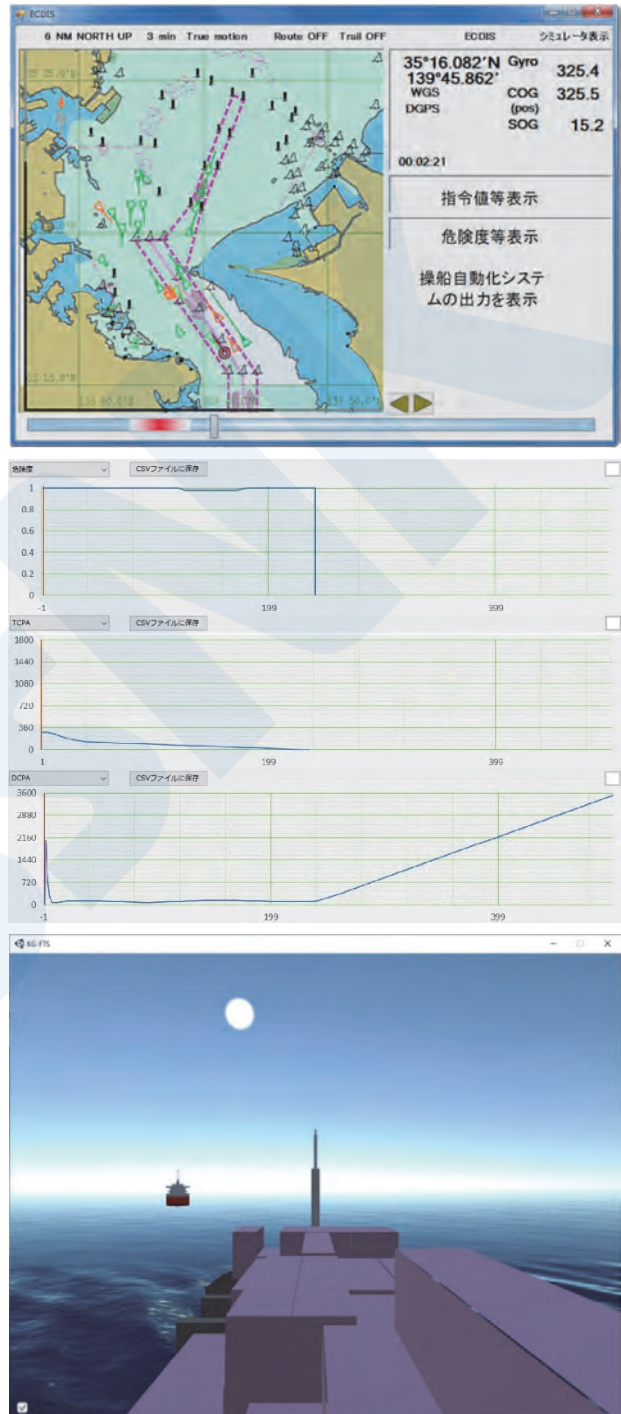 ECDIS
6 NM NORTH UP 3 min True motion Route OFF Trail OFF ECDIS シミュレータ表示
35°16.082'N Gyro 325.4
139°45.862'
WGS COG 325.5
DGPS (pos)
SOG 15.2
00:02:21
指令値等表示
危険度等表示
操船自動化システ
ムの出力を表示
35 15.0'N
139 50.0'E
危険度 CSVファイルに保存
1
0.8
0.6
0.4
0.2
0
-1 199 399
TCPA CSVファイルに保存
1800
1440
1080
720
360
0
1 199 399
DCPA CSVファイルに保存
3600
2880
2160
1440
720
0
-1 199 399
KG-FTS